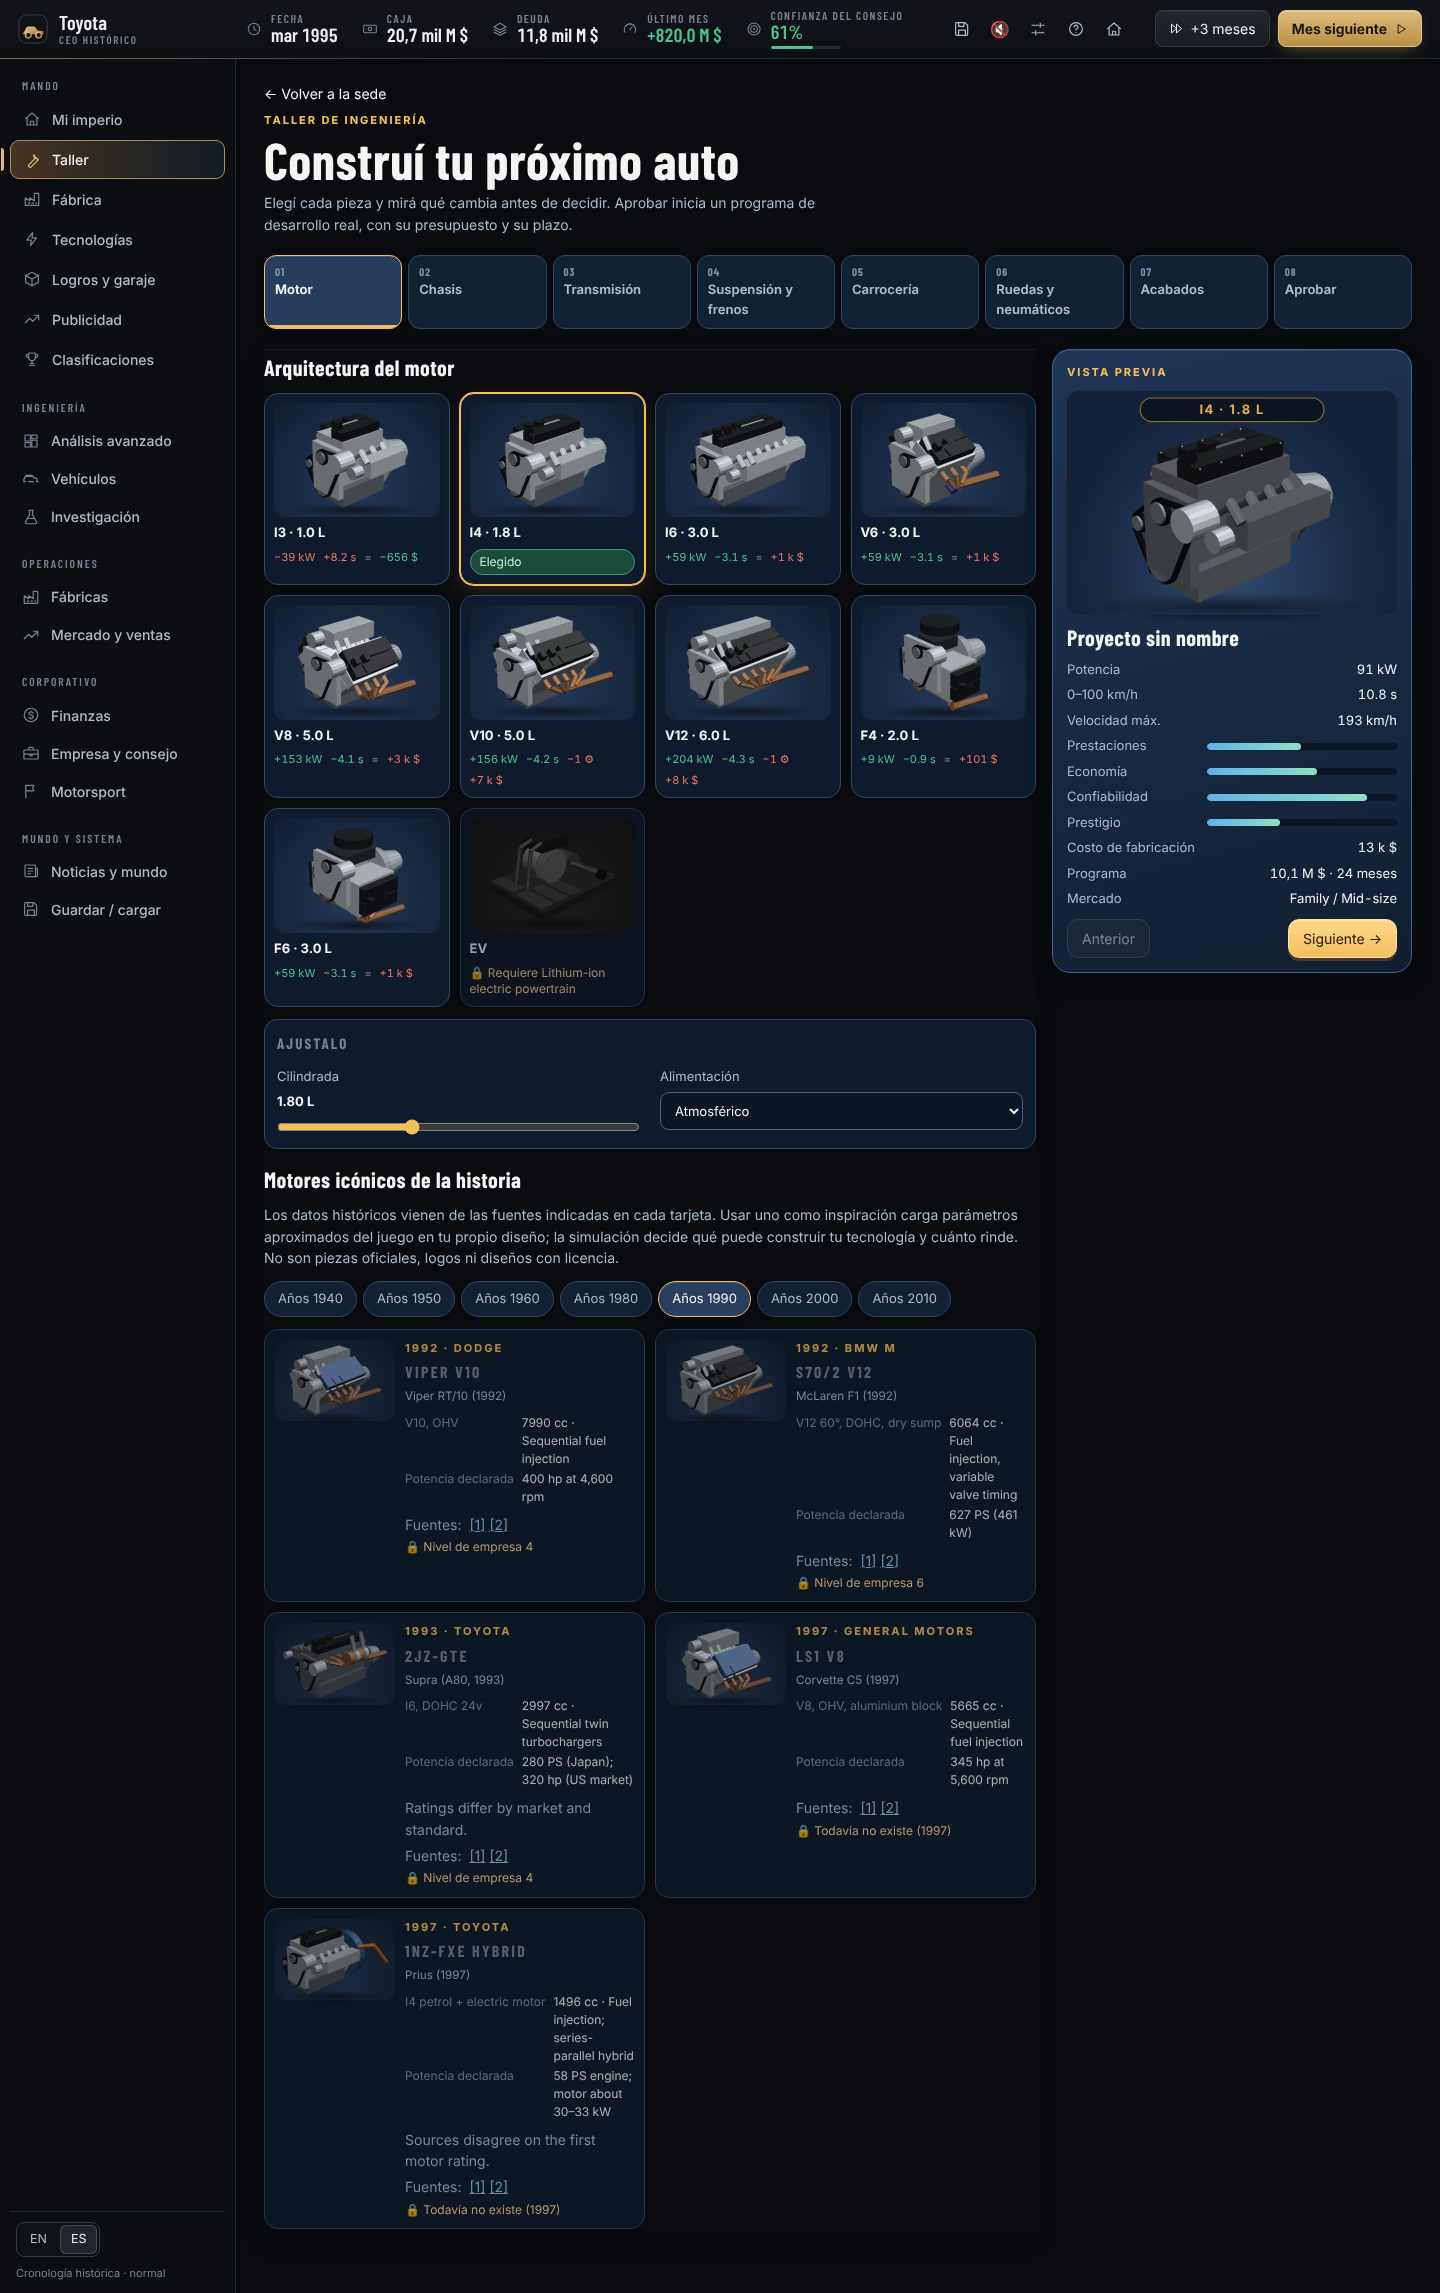 Toyota
CEO HISTÓRICO
FECHA
mar 1995
CAJA
20,7 mil M $
DEUDA
11,8 mil M $
ÚLTIMO MES
+820,0 M $
CONFIANZA DEL CONSEJO
61%
+3 meses
Mes siguiente
MANDO
Mi imperio
Taller
Fábrica
Tecnologías
Logros y garaje
Publicidad
Clasificaciones
INGENIERÍA
Análisis avanzado
Vehículos
Investigación
OPERACIONES
Fábricas
Mercado y ventas
CORPORATIVO
Finanzas
Empresa y consejo
Motorsport
MUNDO Y SISTEMA
Noticias y mundo
Guardar / cargar
EN
ES
Cronología histórica · normal
← Volver a la sede
TALLER DE INGENIERÍA
Construí tu próximo auto
Elegí cada pieza y mirá qué cambia antes de decidir. Aprobar inicia un programa de
desarrollo real, con su presupuesto y su plazo.
01
Motor
02
Chasis
03
Transmisión
04
Suspensión y
frenos
05
Carrocería
06
Ruedas y
neumáticos
07
Acabados
08
Aprobar
Arquitectura del motor
I3 · 1.0 L
−39 kW +8.2 s = −656 $
I4 · 1.8 L
Elegido
I6 · 3.0 L
+59 kW −3.1 s = +1 k $
V6 · 3.0 L
+59 kW −3.1 s = +1 k $
V8 · 5.0 L
+153 kW −4.1 s = +3 k $
V10 · 5.0 L
+156 kW −4.2 s −1 ⚙
+7 k $
V12 · 6.0 L
+204 kW −4.3 s −1 ⚙
+8 k $
F4 · 2.0 L
+9 kW −0.9 s = +101 $
F6 · 3.0 L
+59 kW −3.1 s = +1 k $
EV
🔒 Requiere Lithium-ion
electric powertrain
VISTA PREVIA
I4 · 1.8 L
Proyecto sin nombre
Potencia 91 kW
0–100 km/h 10.8 s
Velocidad máx. 193 km/h
Prestaciones
Economía
Confiabilidad
Prestigio
Costo de fabricación 13 k $
Programa 10,1 M $ · 24 meses
Mercado Family / Mid-size
Anterior
Siguiente →
AJUSTALO
Cilindrada
1.80 L
Alimentación
Atmosférico
Motores icónicos de la historia
Los datos históricos vienen de las fuentes indicadas en cada tarjeta. Usar uno como inspiración carga parámetros
aproximados del juego en tu propio diseño; la simulación decide qué puede construir tu tecnología y cuánto rinde.
No son piezas oficiales, logos ni diseños con licencia.
Años 1940
Años 1950
Años 1960
Años 1980
Años 1990
Años 2000
Años 2010
1992 · DODGE
VIPER V10
Viper RT/10 (1992)
V10, OHV 7990 cc ·
Sequential fuel
injection
Potencia declarada 400 hp at 4,600
rpm
Fuentes: [1] [2]
🔒 Nivel de empresa 4
1992 · BMW M
S70/2 V12
McLaren F1 (1992)
V12 60°, DOHC, dry sump 6064 cc ·
Fuel
injection,
variable
valve timing
Potencia declarada 627 PS (461
kW)
Fuentes: [1] [2]
🔒 Nivel de empresa 6
1993 · TOYOTA
2JZ-GTE
Supra (A80, 1993)
I6, DOHC 24v 2997 cc ·
Sequential twin
turbochargers
Potencia declarada 280 PS (Japan);
320 hp (US market)
Ratings differ by market and
standard.
Fuentes: [1] [2]
🔒 Nivel de empresa 4
1997 · GENERAL MOTORS
LS1 V8
Corvette C5 (1997)
V8, OHV, aluminium block 5665 cc ·
Sequential
fuel injection
Potencia declarada 345 hp at
5,600 rpm
Fuentes: [1] [2]
🔒 Todavía no existe (1997)
1997 · TOYOTA
1NZ-FXE HYBRID
Prius (1997)
I4 petrol + electric motor 1496 cc · Fuel
injection;
series-
parallel hybrid
Potencia declarada 58 PS engine;
motor about
30–33 kW
Sources disagree on the first
motor rating.
Fuentes: [1] [2]
🔒 Todavía no existe (1997)